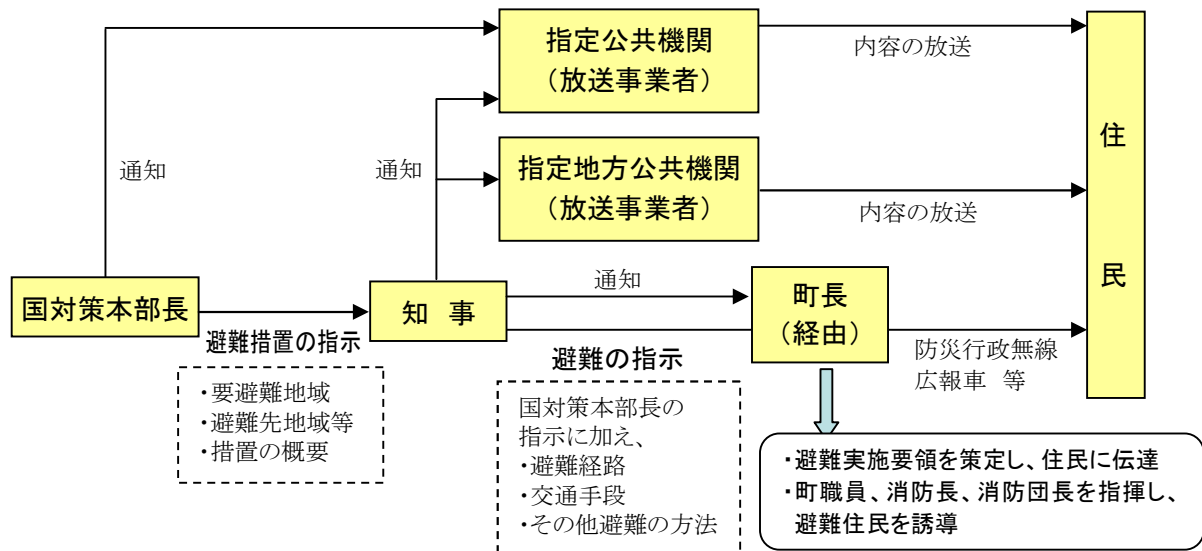 指定公共機関
（放送事業者）
内容の放送
住
民
通知
通知
指定地方公共機関
（放送事業者）
内容の放送
国対策本部長
避難措置の指示
・要避難地域
・避難先地域等
・措置の概要
知　事
通知
避難の指示
国対策本部長の
指示に加え、
・避難経路
・交通手段
・その他避難の方法
町長
（経由）
防災行政無線
広報車　等
・避難実施要領を策定し、住民に伝達
・町職員、消防長、消防団長を指揮し、
避難住民を誘導